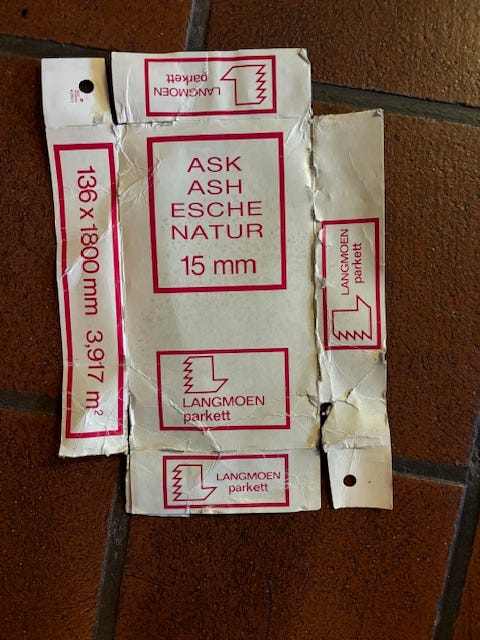 LANGMOEN
parkett
136 x 1800 mm 3,917 m²
ASK
ASH
ESCHE
NATUR
15 mm
LANGMOEN
parkett
LANGMOEN
parkett
LANGMOEN
parkett